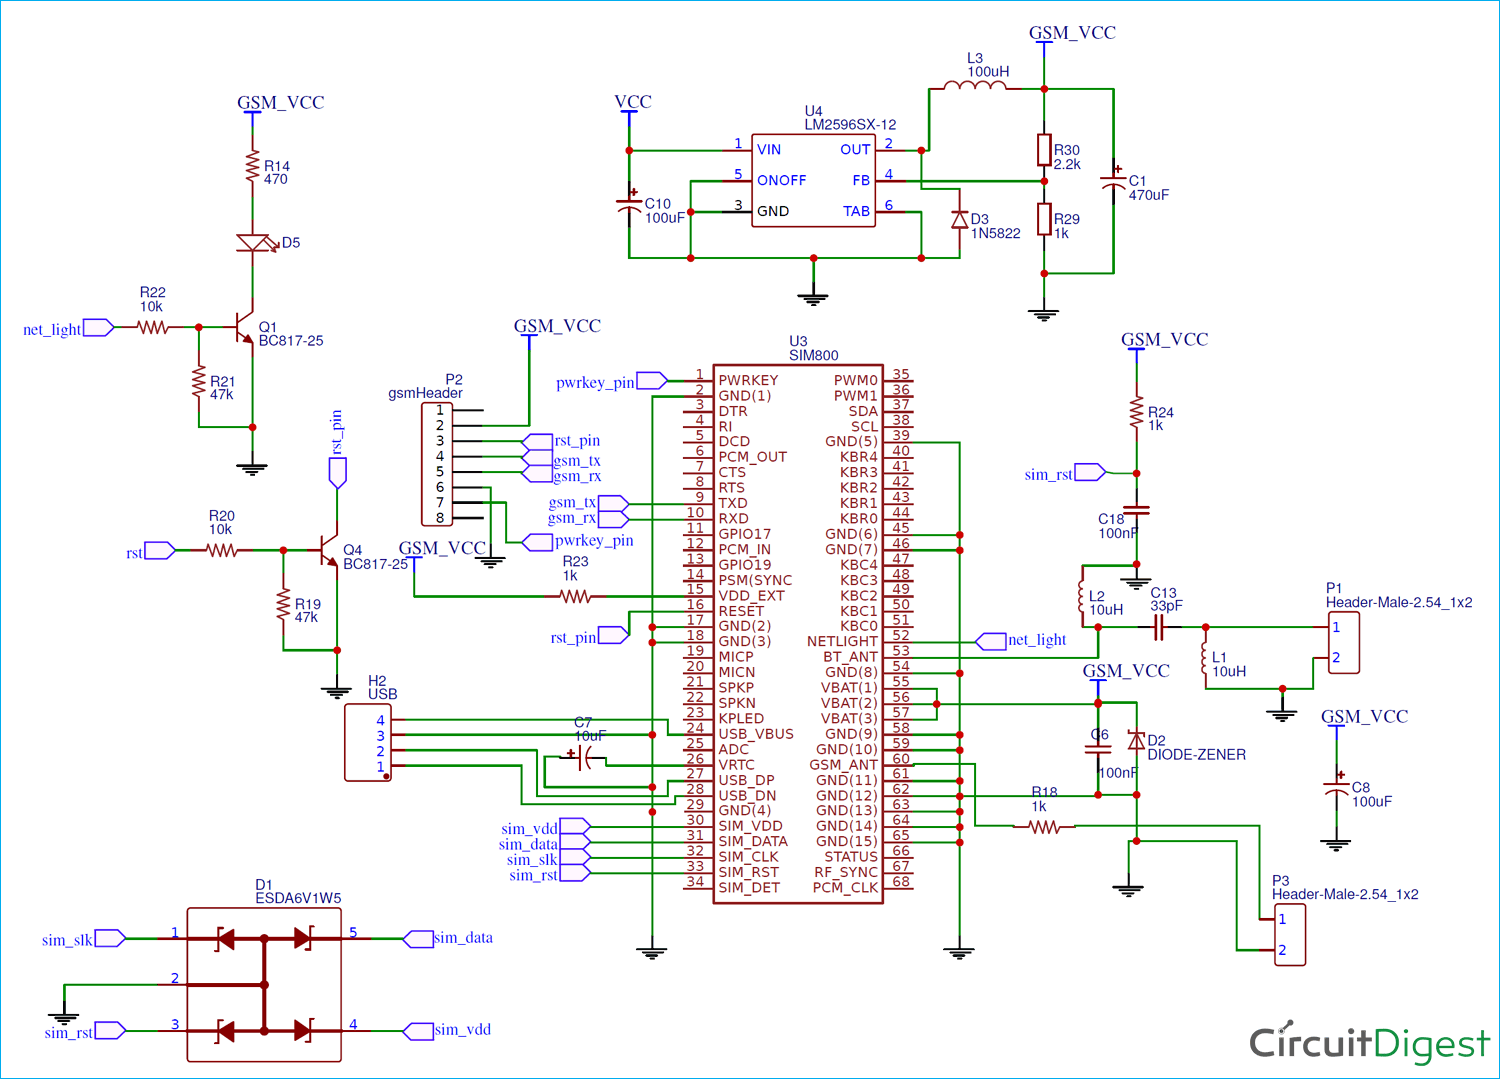 GSM_VCC
R14
470
D5
net_light
R22
10k
R21
47k
Q1
BC817-25
VCC
C10
100uF
U4
LM2596SX-12
1 VIN OUT 2
5 ONOFF FB 4
3 GND TAB 6
L3
100uH
GSM_VCC
R30
2.2k
R29
1k
C1
470uF
D3
1N5822
rst_pin
rst
R20
10k
R19
47k
Q4
BC817-25
GSM_VCC
P2
gsmHeader
1
2
3 rst_pin
4 gsm_tx
5 gsm_rx
6
7
8
pwrkey_pin
GSM_VCC
R23
1k
pwrkey_pin
gsm_tx
gsm_rx
rst_pin
U3
SIM800
1 PWRKEY PWM0 35
2 GND(1) PWM1 36
3 DTR SDA 37
4 RI SCL 38
5 DCD GND(5) 39
6 PCM_OUT KBR4 40
7 CTS KBR3 41
8 RTS KBR2 42
9 TXD KBR1 43
10 RXD KBR0 44
11 GPIO17 GND(6) 45
12 PCM_IN GND(7) 46
13 GPIO19 KBC4 47
14 PSM(SYNC KBC3 48
15 VDD_EXT KBC2 49
16 RESET KBC1 50
17 GND(2) KBC0 51
18 GND(3) NETLIGHT 52
19 MICP BT_ANT 53
20 MICN GND(8) 54
21 SPKP VBAT(1) 55
22 SPKN VBAT(2) 56
23 KPLED VBAT(3) 57
24 USB_VBUS GND(9) 58
25 ADC GND(10) 59
26 VRTC GSM_ANT 60
27 USB_DP GND(11) 61
28 USB_DN GND(12) 62
29 GND(4) GND(13) 63
30 SIM_VDD GND(14) 64
31 SIM_DATA GND(15) 65
32 SIM_CLK STATUS 66
33 SIM_RST RF_SYNC 67
34 SIM_DET PCM_CLK 68
H2
USB
4
3
2
1
C7
10uF
sim_vdd
sim_data
sim_slk
sim_rst
GSM_VCC
R24
1k
sim_rst
C18
100nF
L2
10uH
C13
33pF
L1
10uH
P1
Header-Male-2.54_1x2
1
2
net_light
GSM_VCC
C6
100nF
D2
DIODE-ZENER
R18
1k
GSM_VCC
C8
100uF
P3
Header-Male-2.54_1x2
1
2
D1
ESDA6V1W5
sim_slk 1 5 sim_data
2
sim_rst 3 4 sim_vdd
CircuitDigest